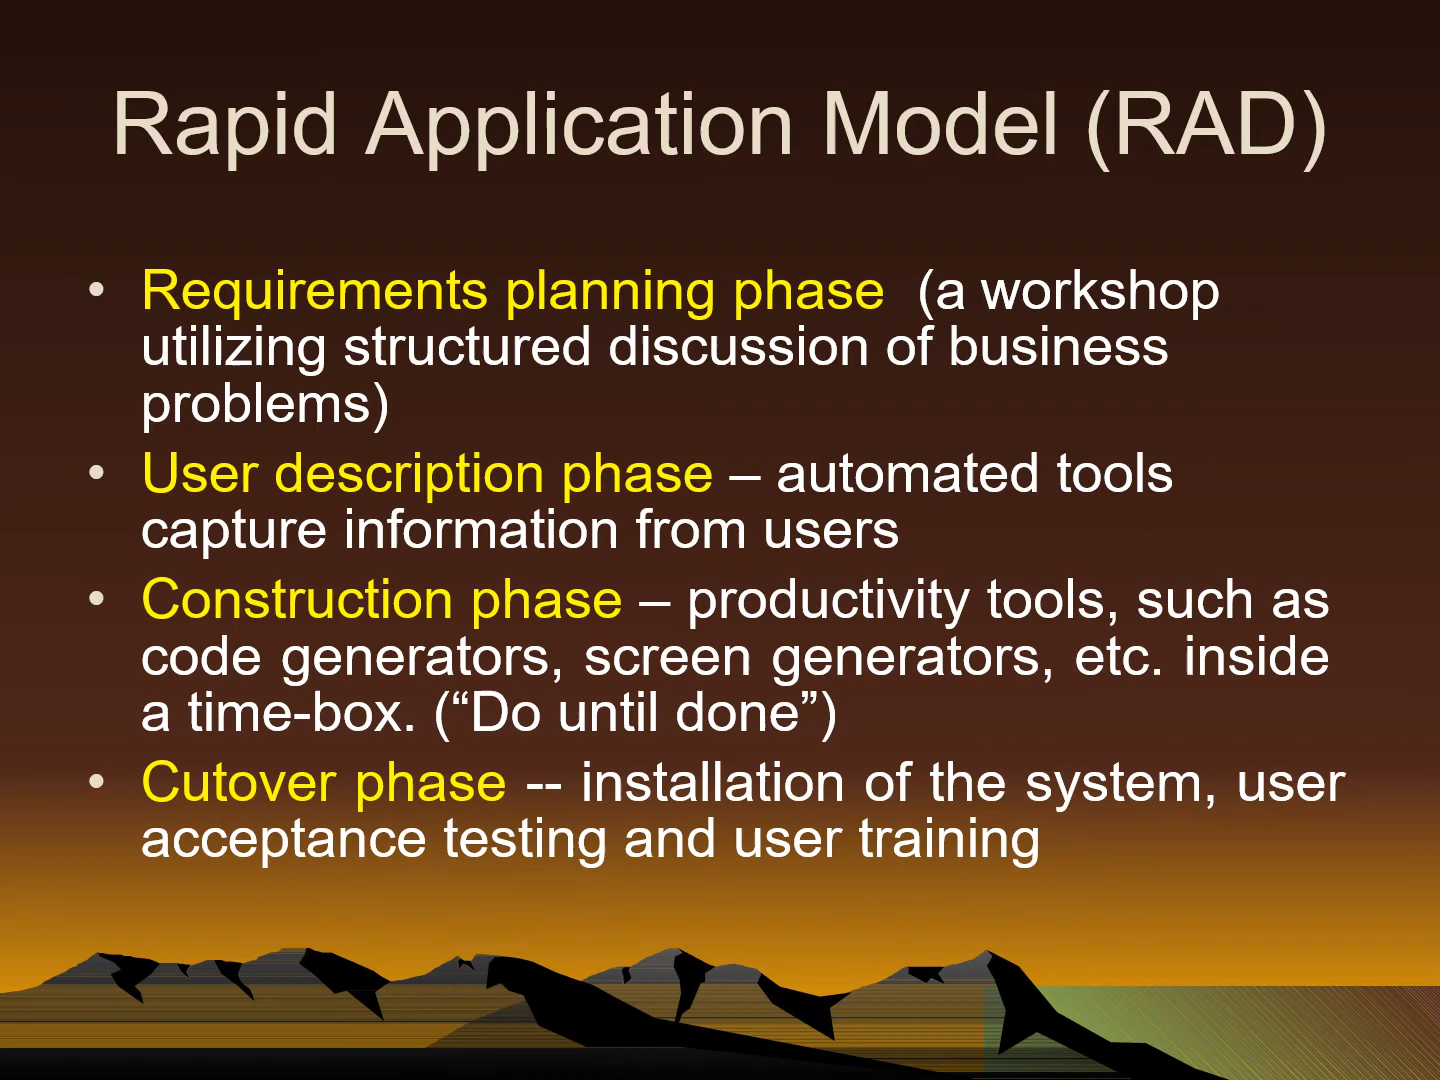 Rapid Application Model (RAD)
• Requirements planning phase  (a workshop
utilizing structured discussion of business
problems)
• User description phase – automated tools
capture information from users
• Construction phase – productivity tools, such as
code generators, screen generators, etc. inside
a time-box. (“Do until done”)
• Cutover phase -- installation of the system, user
acceptance testing and user training